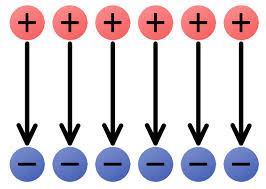 + + + + + +
− − − − − −